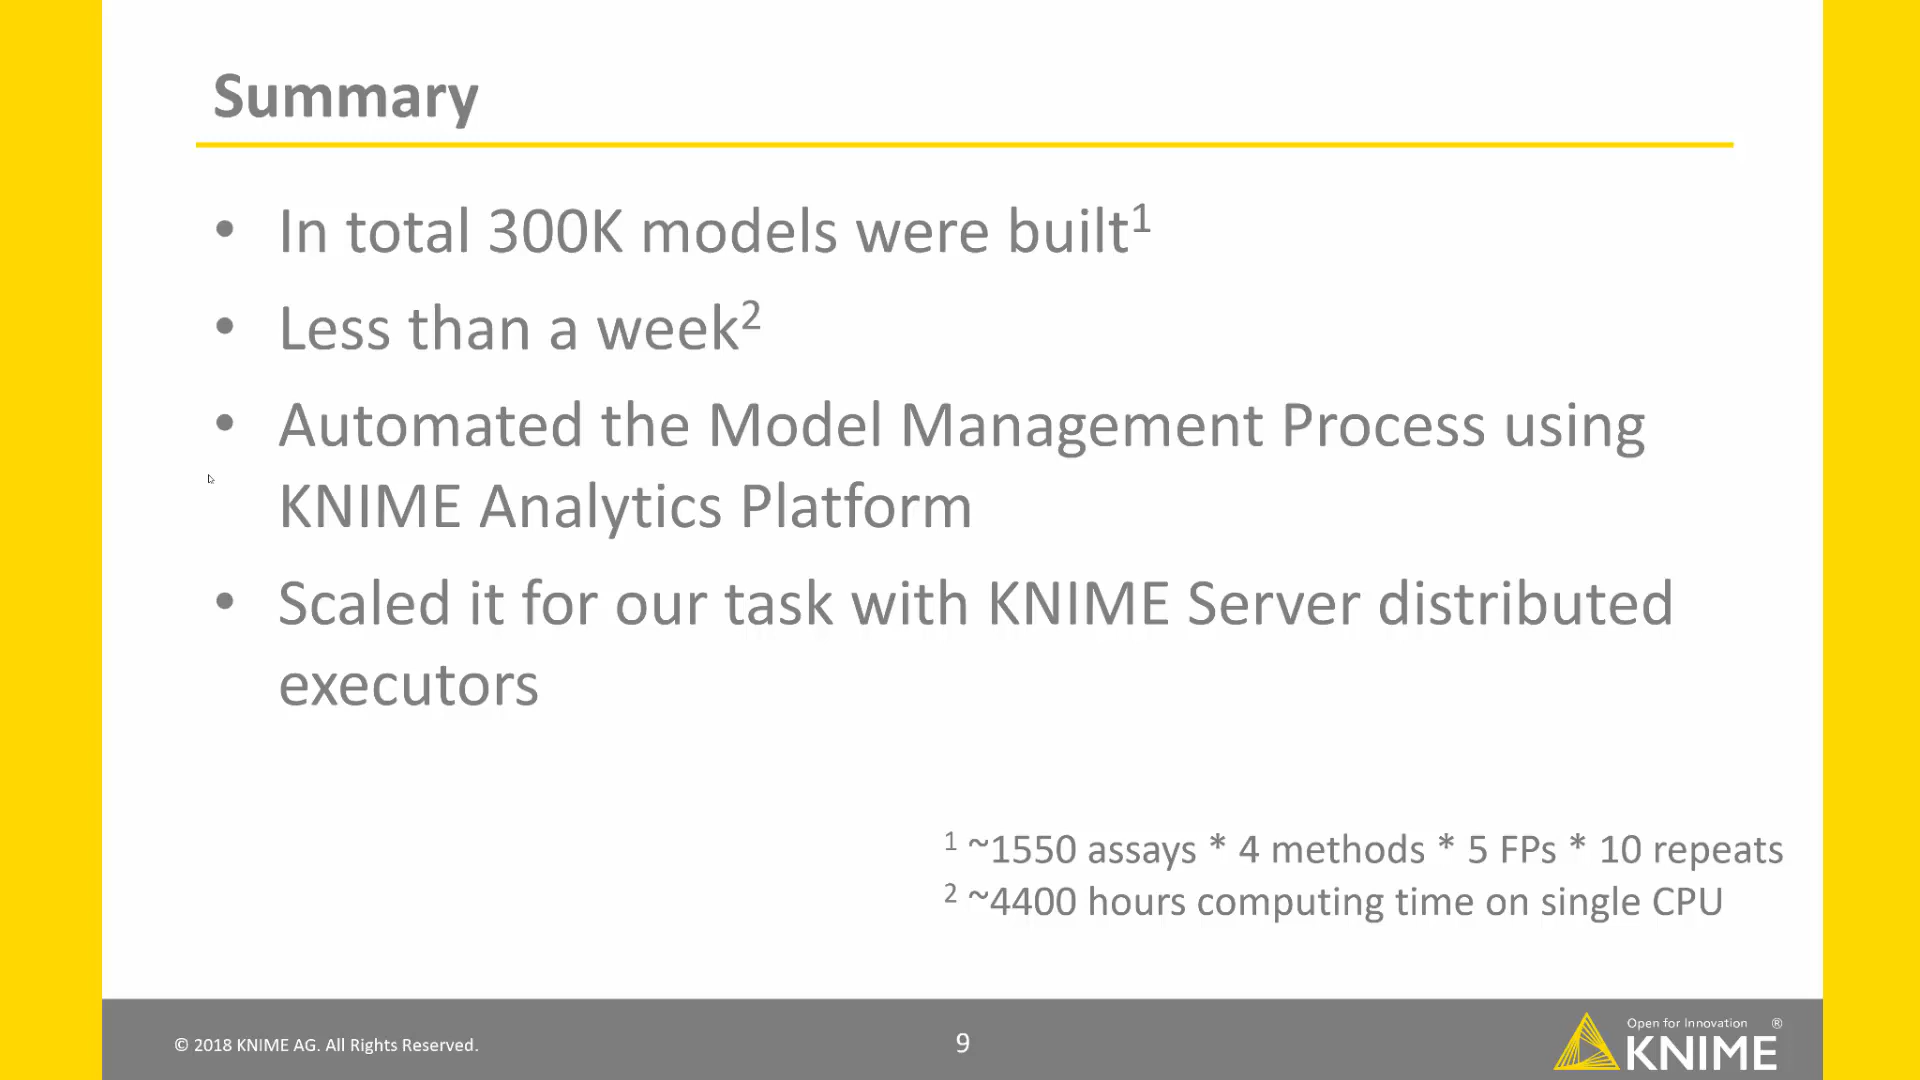 Summary
• In total 300K models were built¹
• Less than a week²
• Automated the Model Management Process using
KNIME Analytics Platform
• Scaled it for our task with KNIME Server distributed
executors
¹ ~1550 assays * 4 methods * 5 FPs * 10 repeats
² ~4400 hours computing time on single CPU
© 2018 KNIME AG. All Rights Reserved.
9
Open for Innovation ®
KNIME